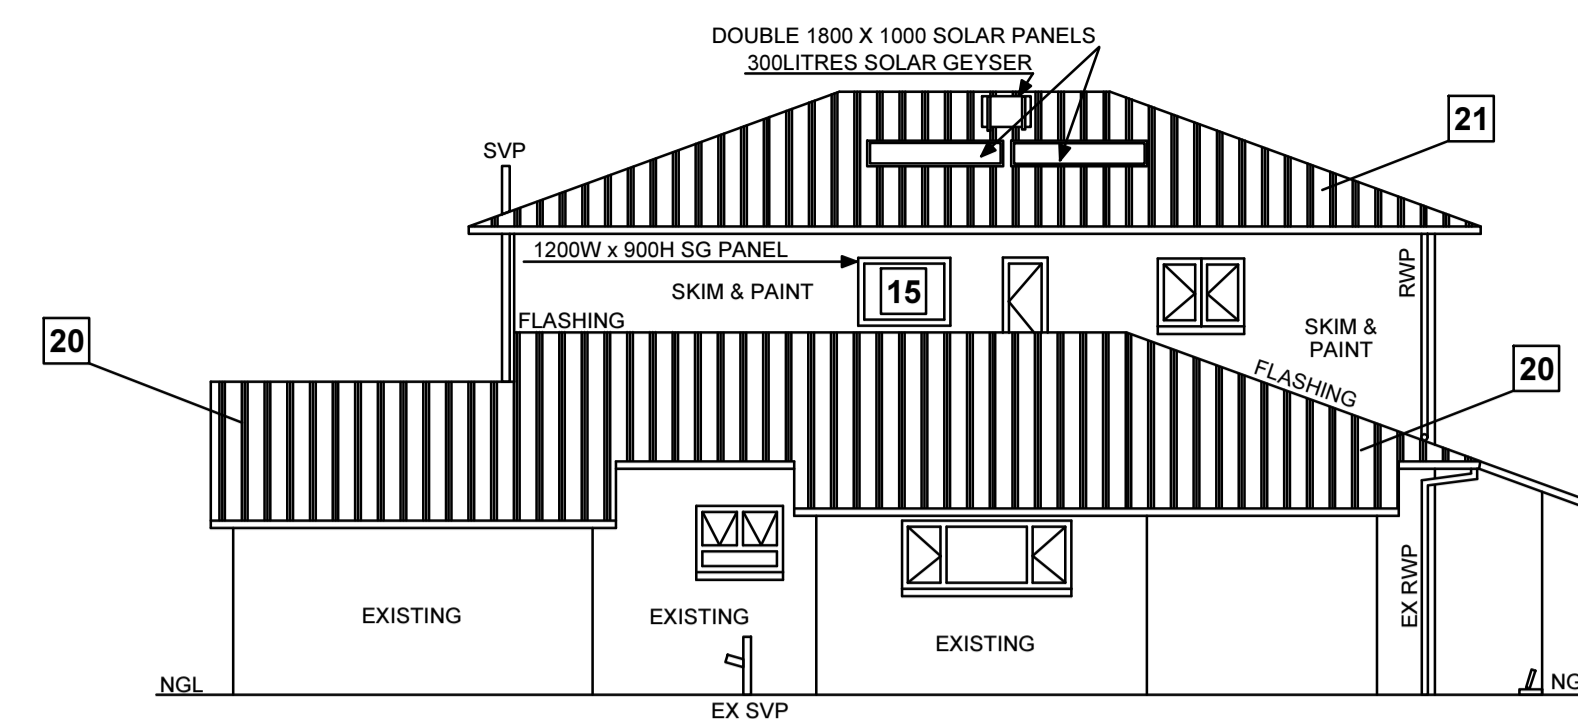 DOUBLE 1800 X 1000 SOLAR PANELS
300LITRES SOLAR GEYSER
21
SVP
1200W x 900H SG PANEL
RWP
15
SKIM & PAINT
FLASHING
SKIM &
PAINT
20
20
FLASHING
EX RWP
EXISTING
EXISTING
EXISTING
NGL
NG
EX SVP